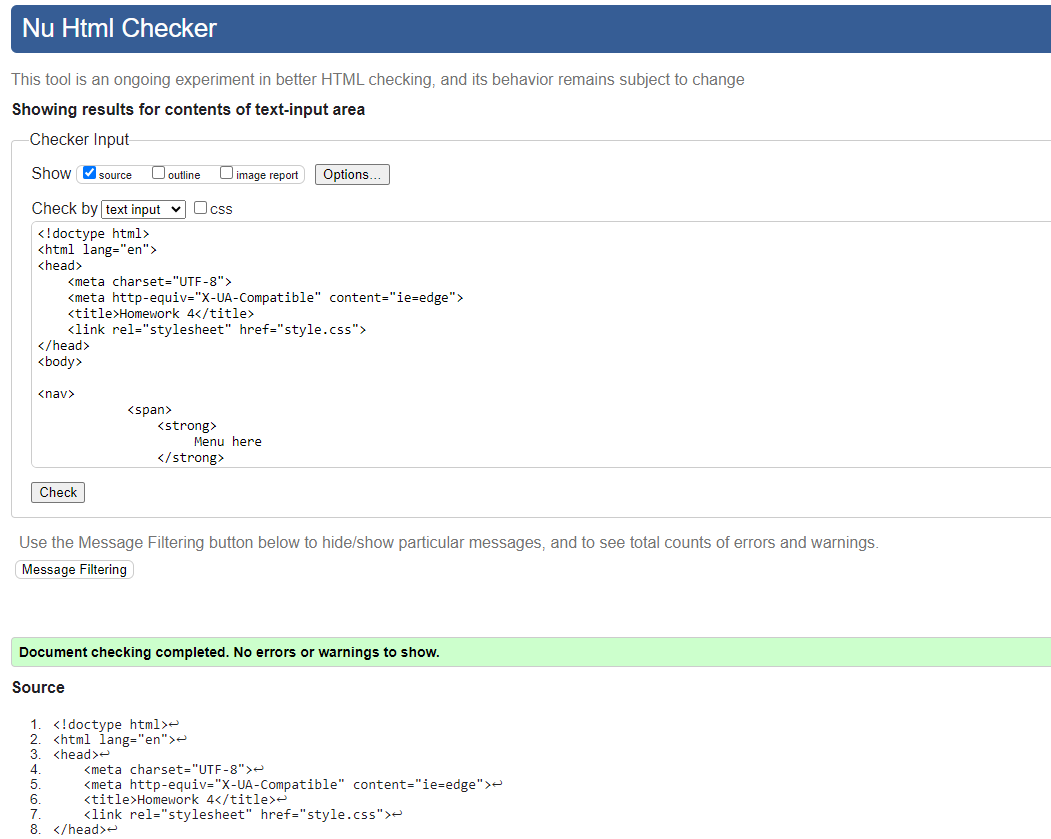 Nu Html Checker
This tool is an ongoing experiment in better HTML checking, and its behavior remains subject to change
Showing results for contents of text-input area
Checker Input
Show source outline image report Options...
Check by text input css
<!doctype html>
<html lang="en">
<head>
    <meta charset="UTF-8">
    <meta http-equiv="X-UA-Compatible" content="ie=edge">
    <title>Homework 4</title>
    <link rel="stylesheet" href="style.css">
</head>
<body>
<nav>
            <span>
                <strong>
                     Menu here
                </strong>
Check
Use the Message Filtering button below to hide/show particular messages, and to see total counts of errors and warnings.
Message Filtering
Document checking completed. No errors or warnings to show.
Source
1. <!doctype html>↩
2. <html lang="en">↩
3. <head>↩
4.     <meta charset="UTF-8">↩
5.     <meta http-equiv="X-UA-Compatible" content="ie=edge">↩
6.     <title>Homework 4</title>↩
7.     <link rel="stylesheet" href="style.css">↩
8. </head>↩